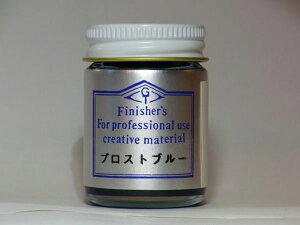 G
Finisher's
For professional use
creative material
プロストブルー